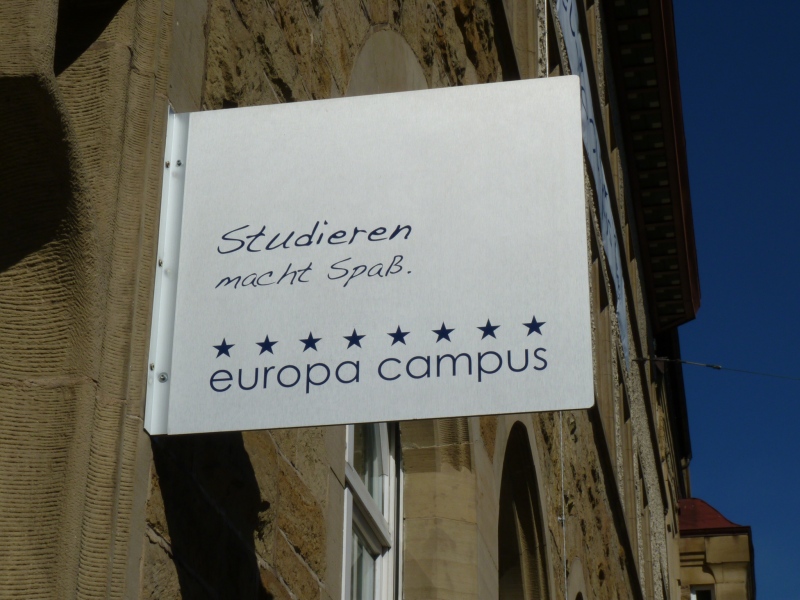 Studieren
macht Spaß.
europa campus